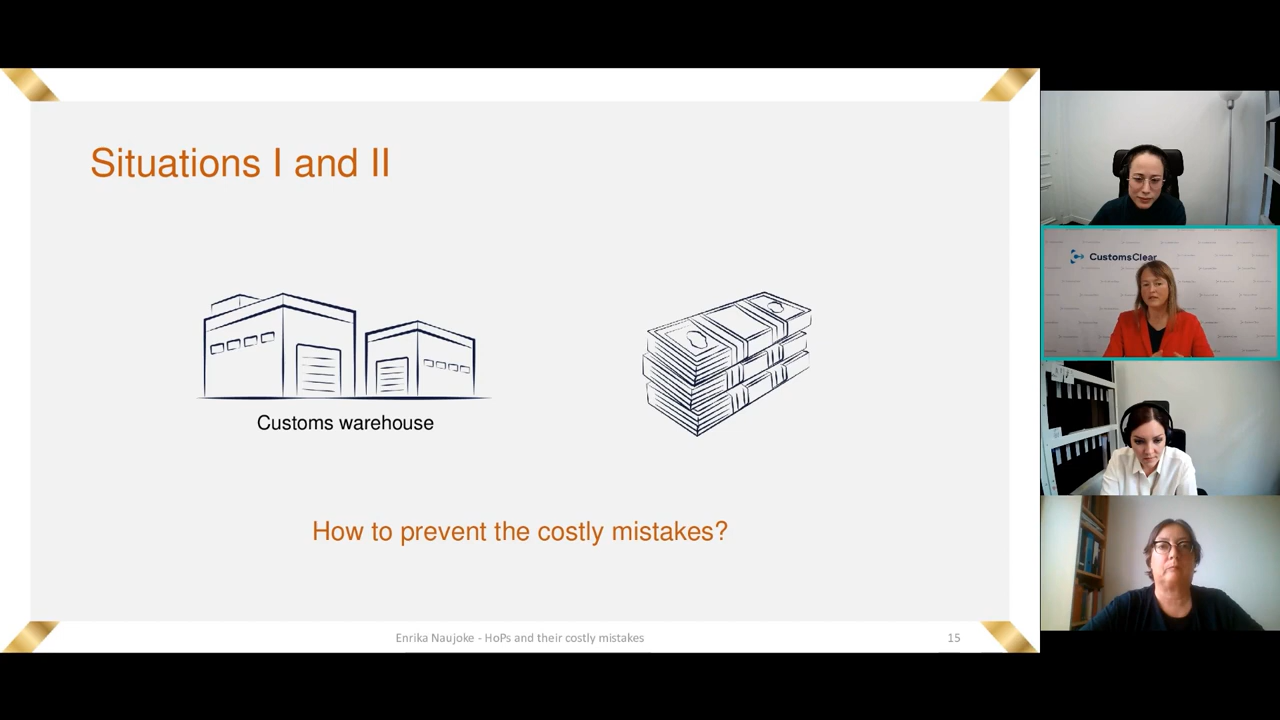 Situations I and II
Customs warehouse
How to prevent the costly mistakes?
Enrika Naujoke - HoPs and their costly mistakes
15
CustomsClear